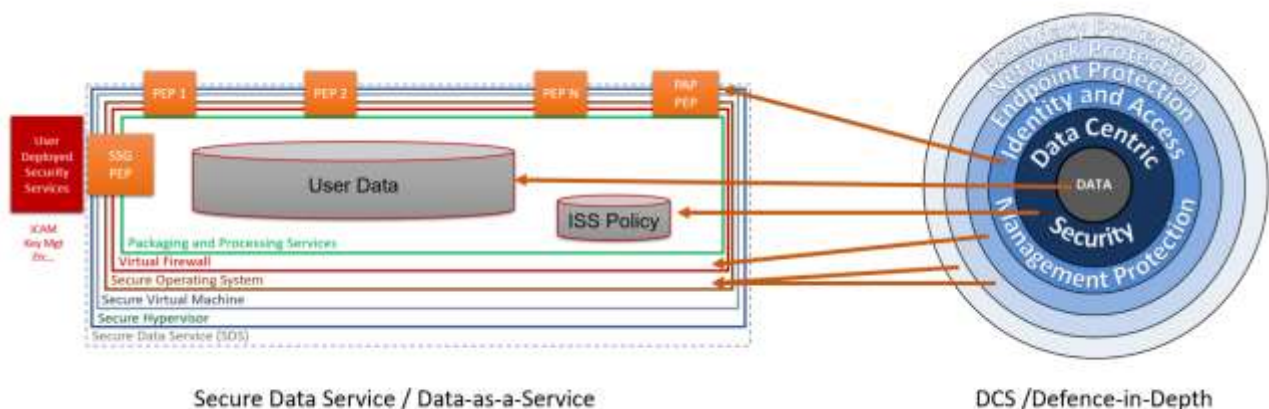 PEP 1
PEP 2
PEP N
PAP
PEP
User
Deployed
Security
Services
SSG
PEP
ICAM
Key Mgt
Etc...
User Data
ISS Policy
Packaging and Processing Services
Virtual Firewall
Secure Operating System
Secure Virtual Machine
Secure Hypervisor
Secure Data Service (SDS)
Secure Data Service / Data-as-a-Service
Boundary Protection
Network Protection
Endpoint Protection
Identity and Access
Data Centric
DATA
Security
Management Protection
DCS /Defence-in-Depth